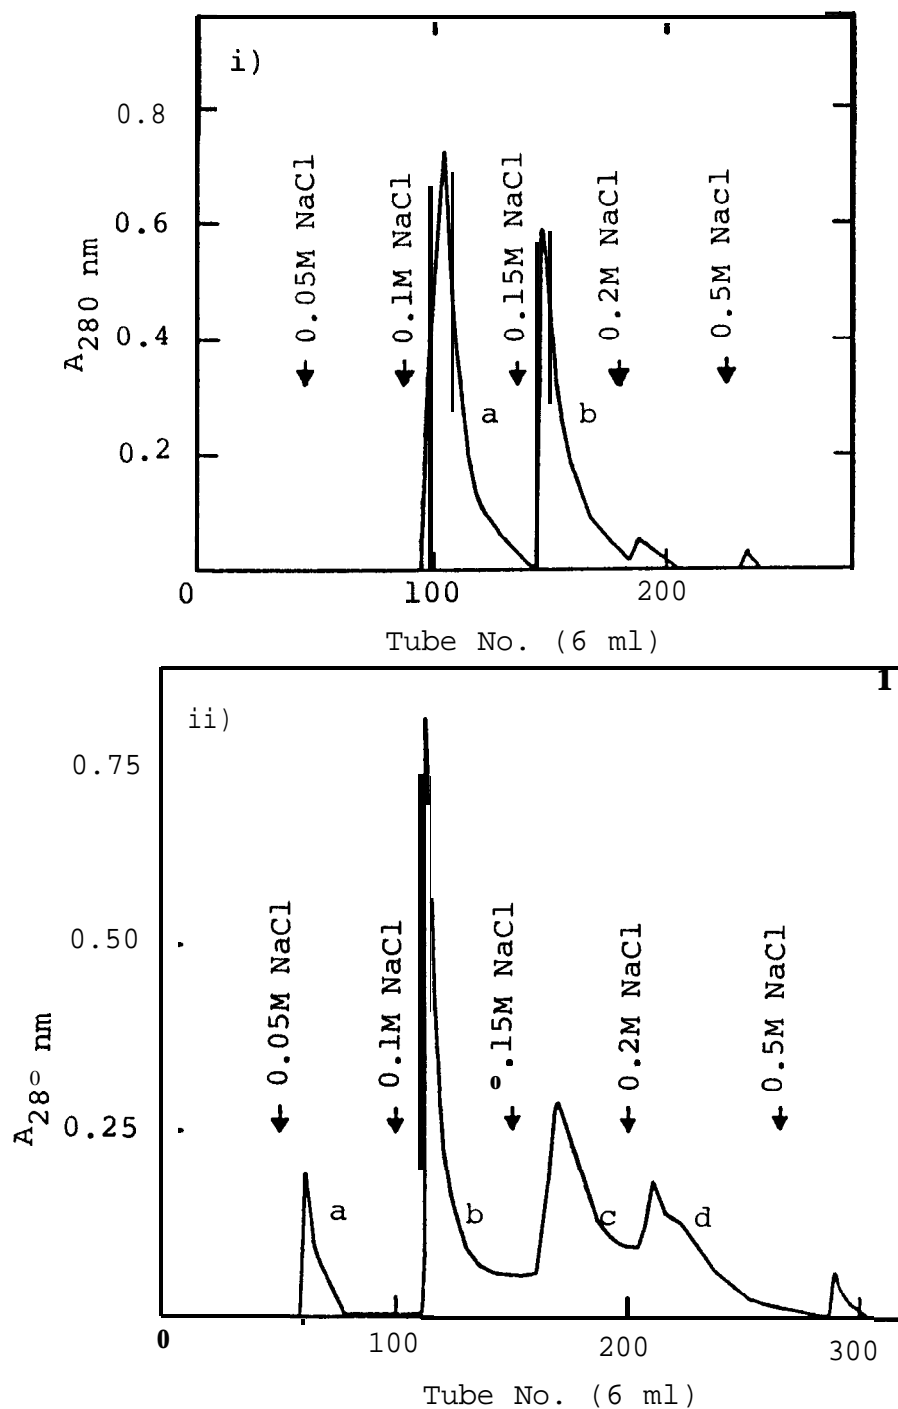 i)
0.8
0.6
0.4
0.2
A280 nm
0.05M NaCl
0.1M NaCl
0.15M NaCl
0.2M NaCl
0.5M NaCl
a
b
0
100
200
Tube No. (6 ml)
1
ii)
0.75
0.50
0.25
A28o nm
0.05M NaCl
0.1M NaCl
0.15M NaCl
0.2M NaCl
0.5M NaCl
a
b
c
d
0
100
200
300
Tube No. (6 ml)